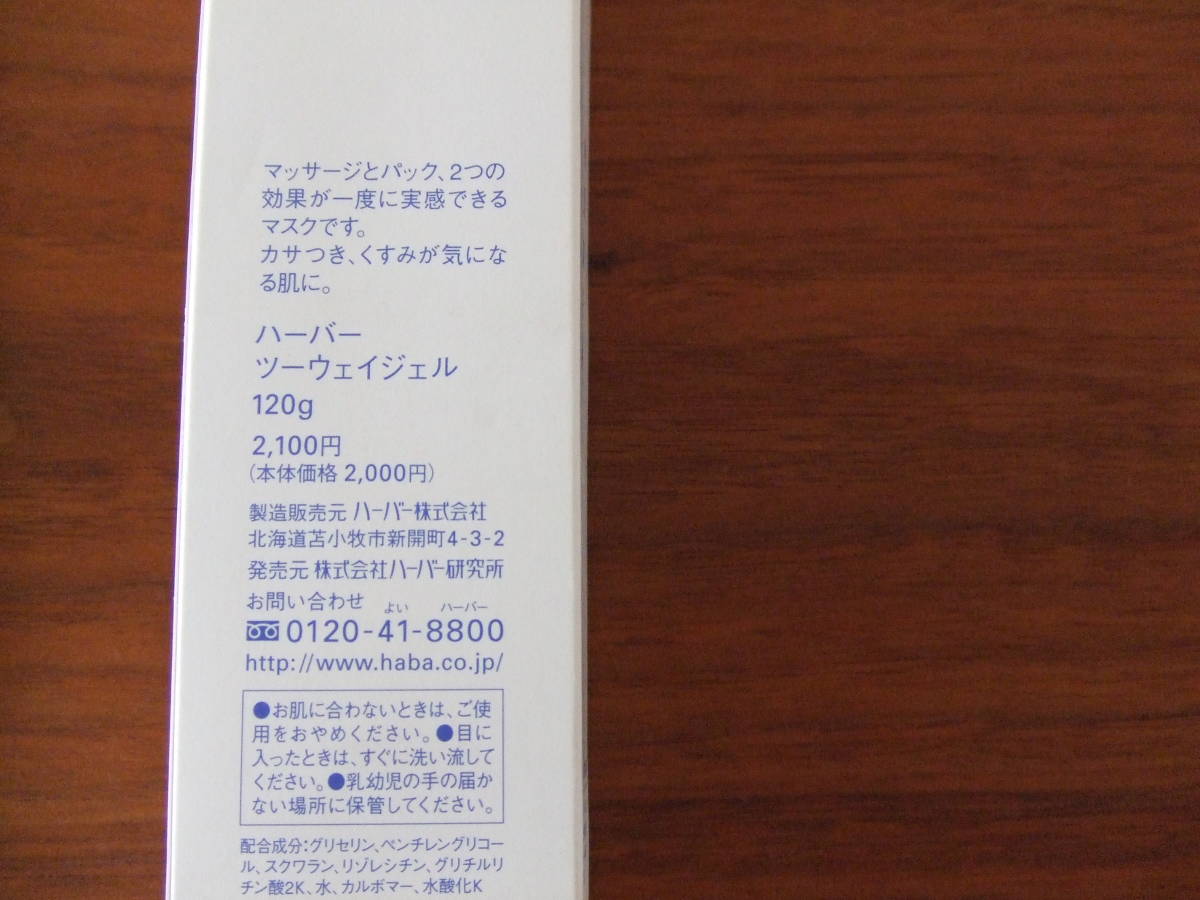 マッサージとパック、2つの
効果が一度に実感できる
マスクです。
カサつき、くすみが気にな
る肌に。
ハーバー
ツーウェイジェル
120g
2,100円
(本体価格 2,000円)
製造販売元 ハーバー株式会社
北海道苫小牧市新開町4-3-2
発売元 株式会社ハーバー研究所
お問い合わせ よい ハーバー
0120-41-8800
http://www.haba.co.jp/
●お肌に合わないときは、ご使
用をおやめください。●目に
入ったときは、すぐに洗い流して
ください。●乳幼児の手の届か
ない場所に保管してください。
配合成分:グリセリン、ペンチレングリコー
ル、スクワラン、リゾレシチン、グリチルリ
チン酸2K、水、カルボマー、水酸化K